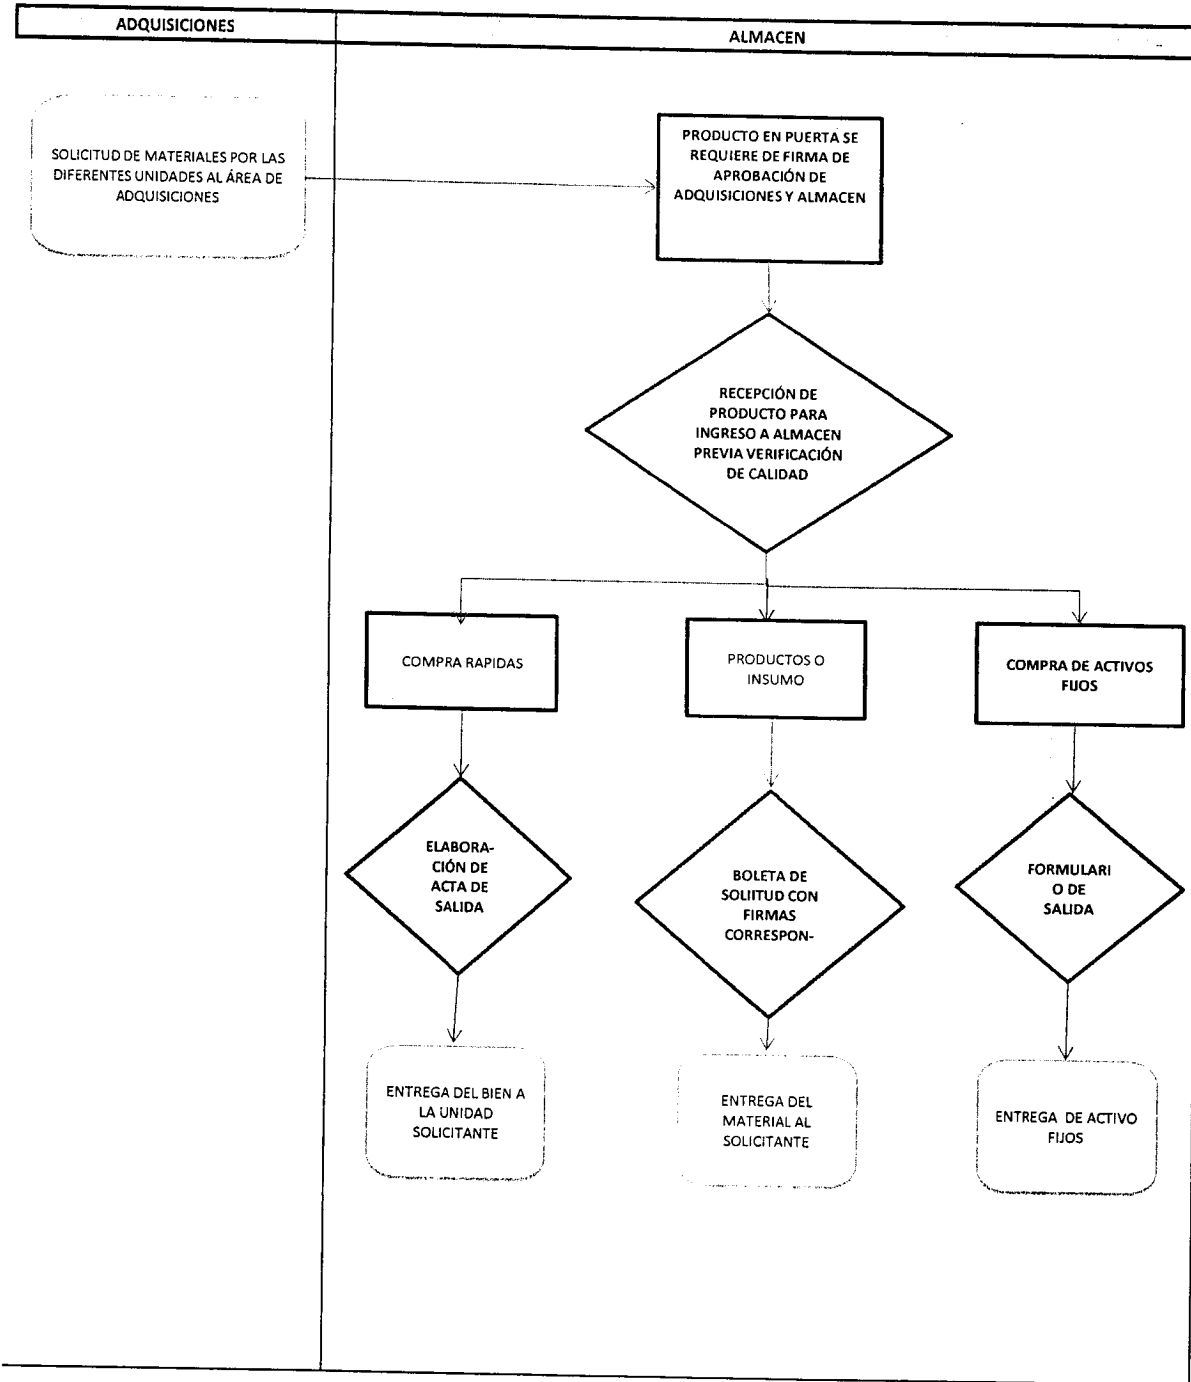 ADQUISICIONES
ALMACEN
SOLICITUD DE MATERIALES POR LAS
DIFERENTES UNIDADES AL ÁREA DE
ADQUISICIONES
PRODUCTO EN PUERTA SE
REQUIERE DE FIRMA DE
APROBACIÓN DE
ADQUISICIONES Y ALMACEN
RECEPCIÓN DE
PRODUCTO PARA
INGRESO A ALMACEN
PREVIA VERIFICACIÓN
DE CALIDAD
COMPRA RAPIDAS
PRODUCTOS O
INSUMO
COMPRA DE ACTIVOS
FIJOS
ELABORA-
CIÓN DE
ACTA DE
SALIDA
BOLETA DE
SOLIITUD CON
FIRMAS
CORRESPON-
FORMULARI
O DE
SALIDA
ENTREGA DEL BIEN A
LA UNIDAD
SOLICITANTE
ENTREGA DEL
MATERIAL AL
SOLICITANTE
ENTREGA DE ACTIVO
FIJOS